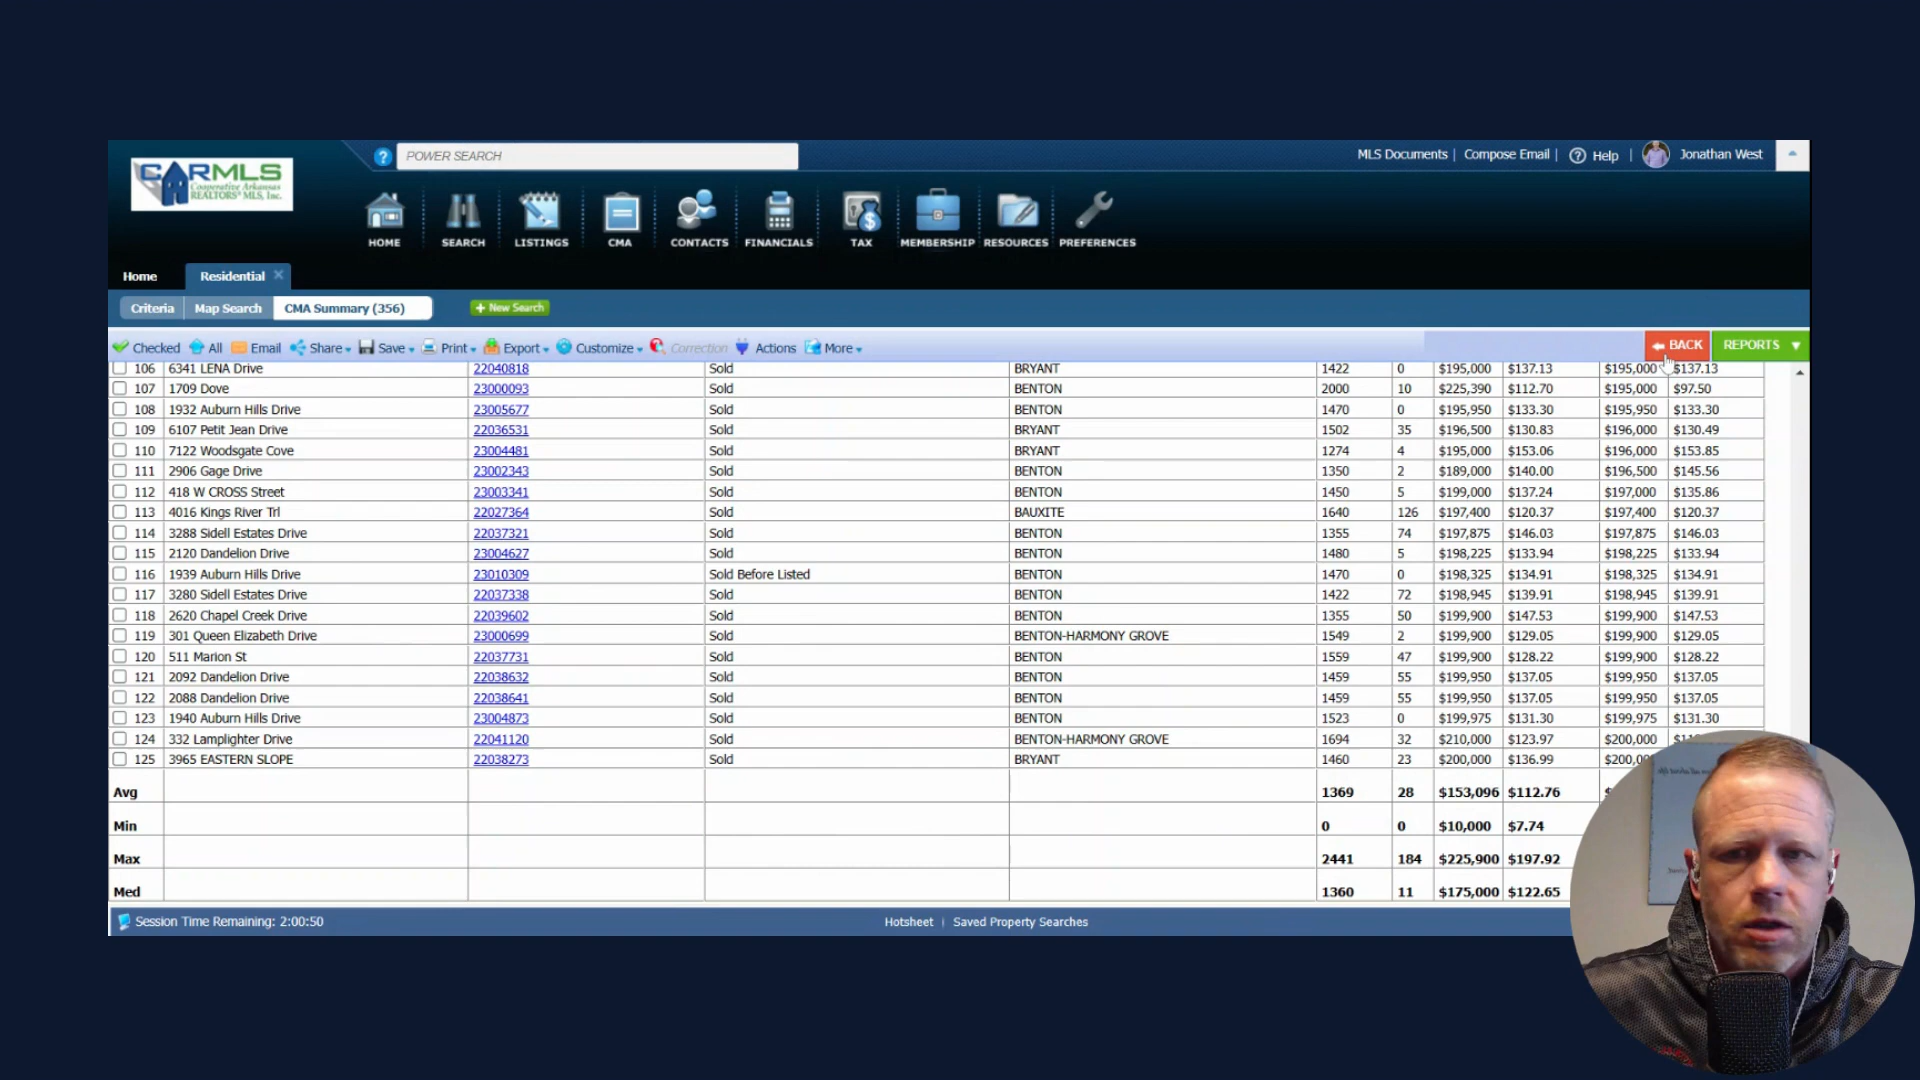 CARMLS
Cooperative Arkansas
REALTORS® MLS, Inc.
? POWER SEARCH
MLS Documents | Compose Email | ? Help | Jonathan West
HOME SEARCH LISTINGS CMA CONTACTS FINANCIALS TAX MEMBERSHIP RESOURCES PREFERENCES
Home Residential
Criteria Map Search CMA Summary (356) + New Search
Checked All Email Share Save Print Export Customize Correction Actions More BACK REPORTS
106 6341 LENA Drive 22040818 Sold BRYANT 1422 0 $195,000 $137.13 $195,000 $137.13
107 1709 Dove 23000093 Sold BENTON 2000 10 $225,390 $112.70 $195,000 $97.50
108 1932 Auburn Hills Drive 23005677 Sold BENTON 1470 0 $195,950 $133.30 $195,950 $133.30
109 6107 Petit Jean Drive 22036531 Sold BRYANT 1502 35 $196,500 $130.83 $196,000 $130.49
110 7122 Woodsgate Cove 23004481 Sold BRYANT 1274 4 $195,000 $153.06 $196,000 $153.85
111 2906 Gage Drive 23002343 Sold BENTON 1350 2 $189,000 $140.00 $196,500 $145.56
112 418 W CROSS Street 23003341 Sold BENTON 1450 5 $199,000 $137.24 $197,000 $135.86
113 4016 Kings River Trl 22027364 Sold BAUXITE 1640 126 $197,400 $120.37 $197,400 $120.37
114 3288 Sidell Estates Drive 22037321 Sold BENTON 1355 74 $197,875 $146.03 $197,875 $146.03
115 2120 Dandelion Drive 23004627 Sold BENTON 1480 5 $198,225 $133.94 $198,225 $133.94
116 1939 Auburn Hills Drive 23010309 Sold Before Listed BENTON 1470 0 $198,325 $134.91 $198,325 $134.91
117 3280 Sidell Estates Drive 22037338 Sold BENTON 1422 72 $198,945 $139.91 $198,945 $139.91
118 2620 Chapel Creek Drive 22039602 Sold BENTON 1355 50 $199,900 $147.53 $199,900 $147.53
119 301 Queen Elizabeth Drive 23000699 Sold BENTON-HARMONY GROVE 1549 2 $199,900 $129.05 $199,900 $129.05
120 511 Marion St 22037731 Sold BENTON 1559 47 $199,900 $128.22 $199,900 $128.22
121 2092 Dandelion Drive 22038632 Sold BENTON 1459 55 $199,950 $137.05 $199,950 $137.05
122 2088 Dandelion Drive 22038641 Sold BENTON 1459 55 $199,950 $137.05 $199,950 $137.05
123 1940 Auburn Hills Drive 23004873 Sold BENTON 1523 0 $199,975 $131.30 $199,975 $131.30
124 332 Lamplighter Drive 22041120 Sold BENTON-HARMONY GROVE 1694 32 $210,000 $123.97 $200,000
125 3965 EASTERN SLOPE 22038273 Sold BRYANT 1460 23 $200,000 $136.99
Avg 1369 28 $153,096 $112.76
Min 0 0 $10,000 $7.74
Max 2441 184 $225,900 $197.92
Med 1360 11 $175,000 $122.65
Session Time Remaining: 2:00:50 Hotsheet | Saved Property Searches